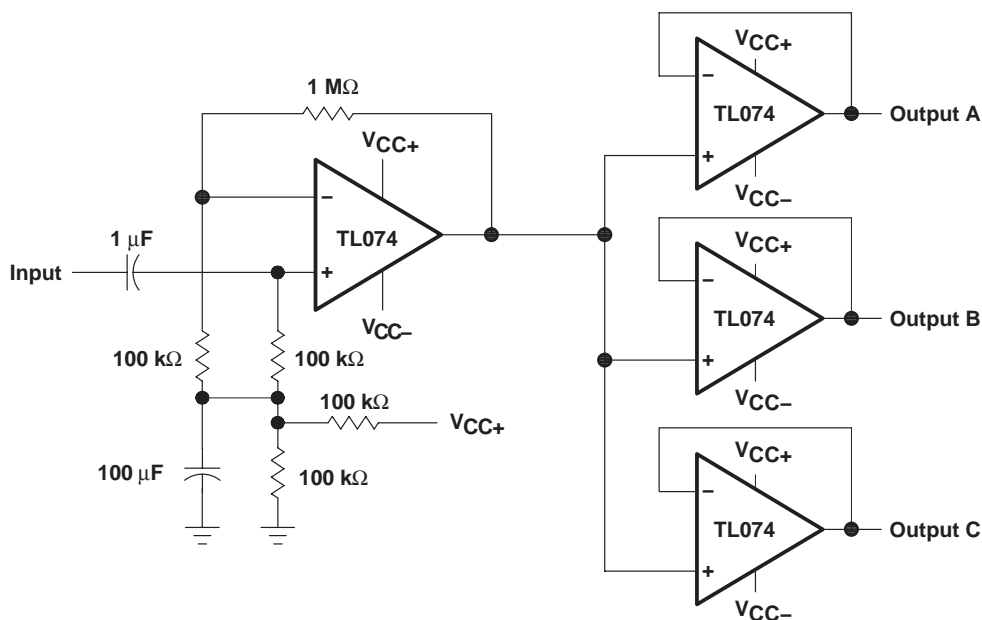 VCC+
−
TL074
Output A
+
VCC−
1 MΩ
VCC+
−
TL074
+
VCC−
1 μF
Input
100 kΩ
100 kΩ
100 kΩ
VCC+
100 μF
100 kΩ
VCC+
−
TL074
Output B
+
VCC−
VCC+
−
TL074
Output C
+
VCC−